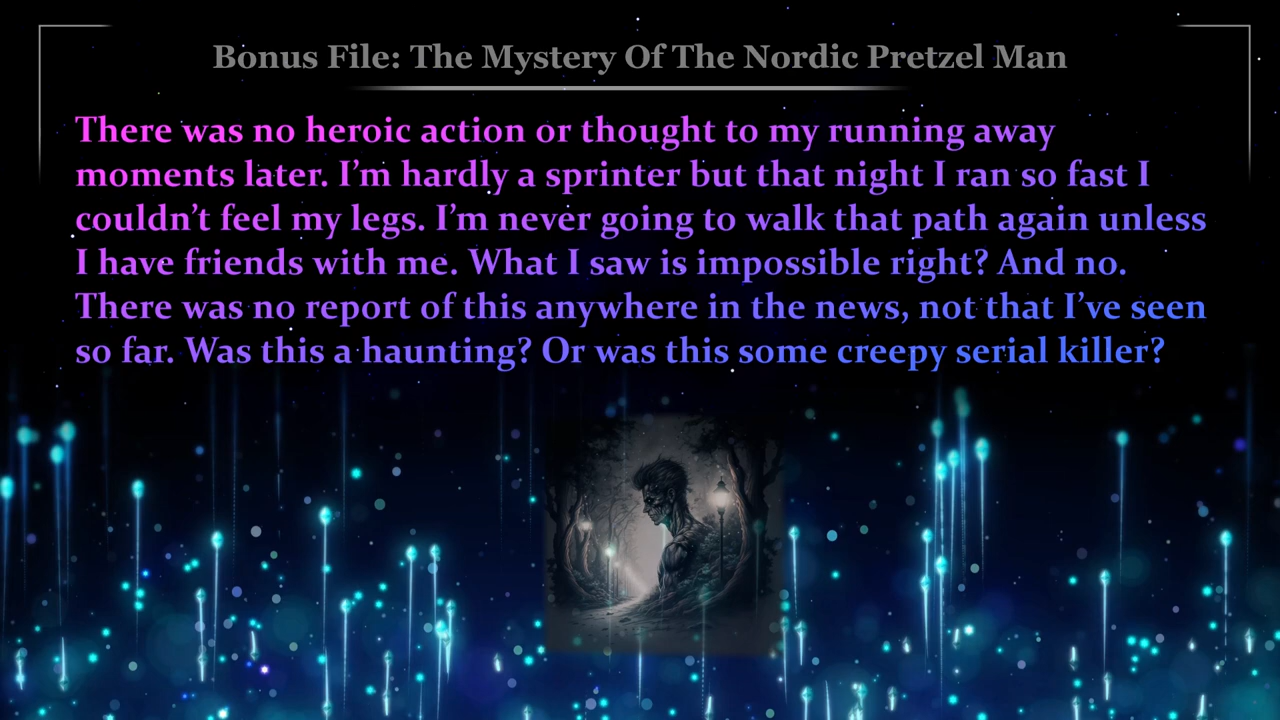 Bonus File: The Mystery Of The Nordic Pretzel Man
There was no heroic action or thought to my running away
moments later. I’m hardly a sprinter but that night I ran so fast I
couldn’t feel my legs. I’m never going to walk that path again unless
I have friends with me. What I saw is impossible right? And no.
There was no report of this anywhere in the news, not that I’ve seen
so far. Was this a haunting? Or was this some creepy serial killer?